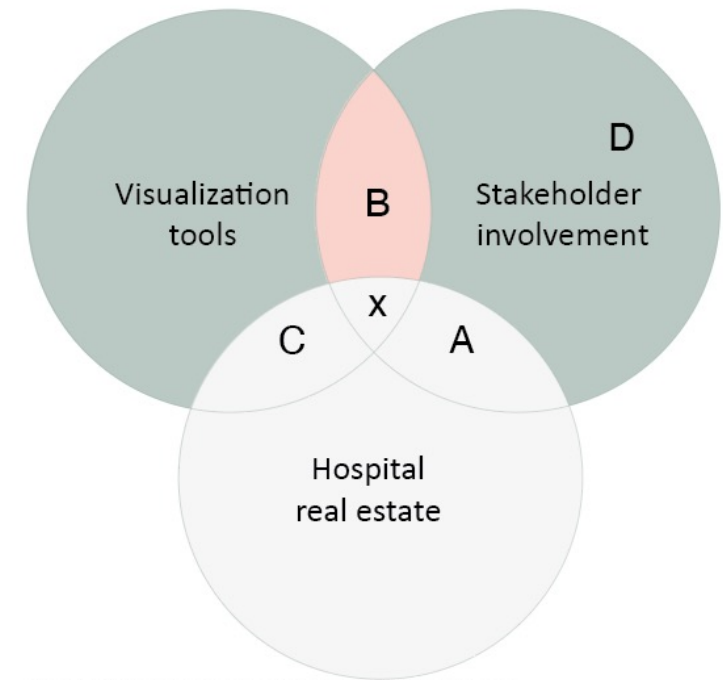 D
Visualization
tools
B
Stakeholder
involvement
x
C
A
Hospital
real estate